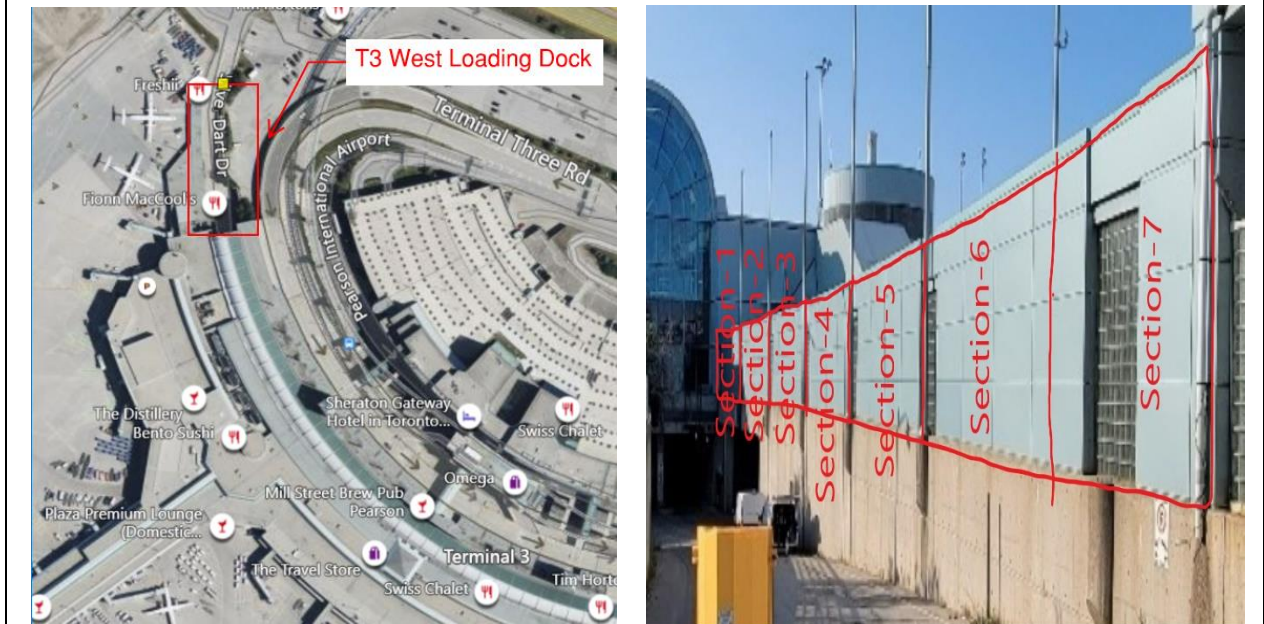 T3 West Loading Dock
Freshii
Dart Dr
Terminal Three Rd
Pearson International Airport
Fionn MacCool's
P
The Distillery
Bento Sushi
Sheraton Gateway
Hotel in Toronto...
Swiss Chalet
Omega
Mill Street Brew Pub
Pearson
Plaza Premium Lounge
(Domestic...
Terminal 3
The Travel Store
Swiss Chalet
Tim Horto
Section-1
Section-2
Section-3
Section-4
Section-5
Section-6
Section-7